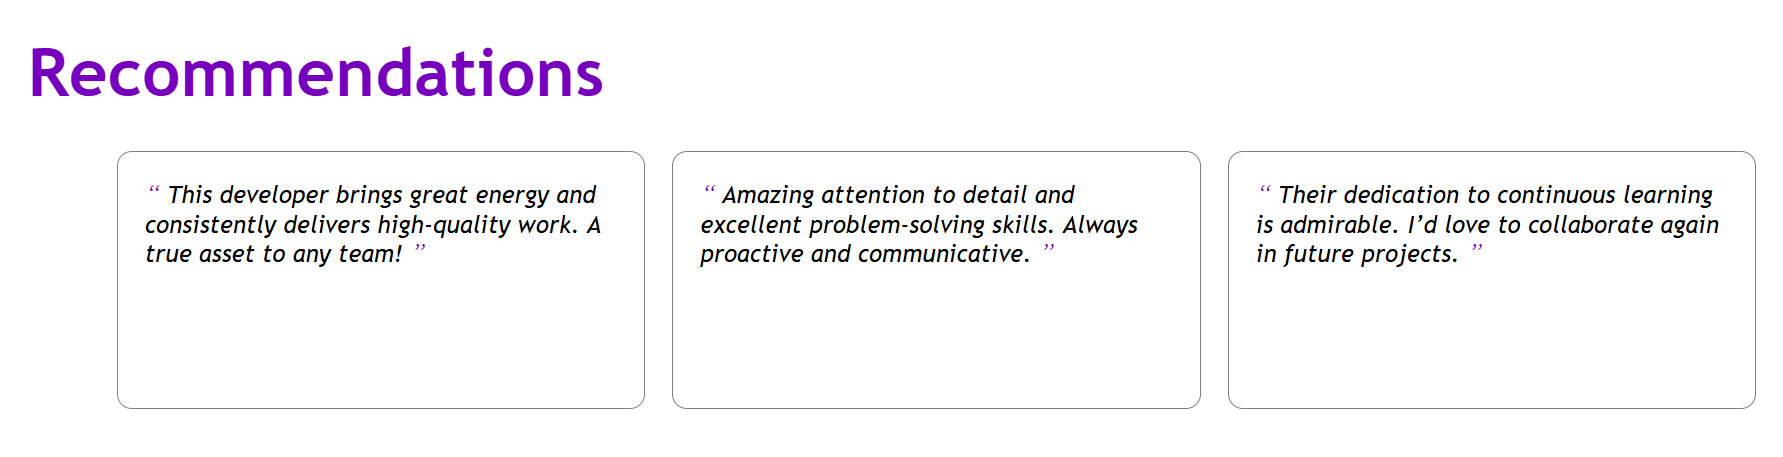 Recommendations
“ This developer brings great energy and
consistently delivers high-quality work. A
true asset to any team! ”
“ Amazing attention to detail and
excellent problem-solving skills. Always
proactive and communicative. ”
“ Their dedication to continuous learning
is admirable. I’d love to collaborate again
in future projects. ”